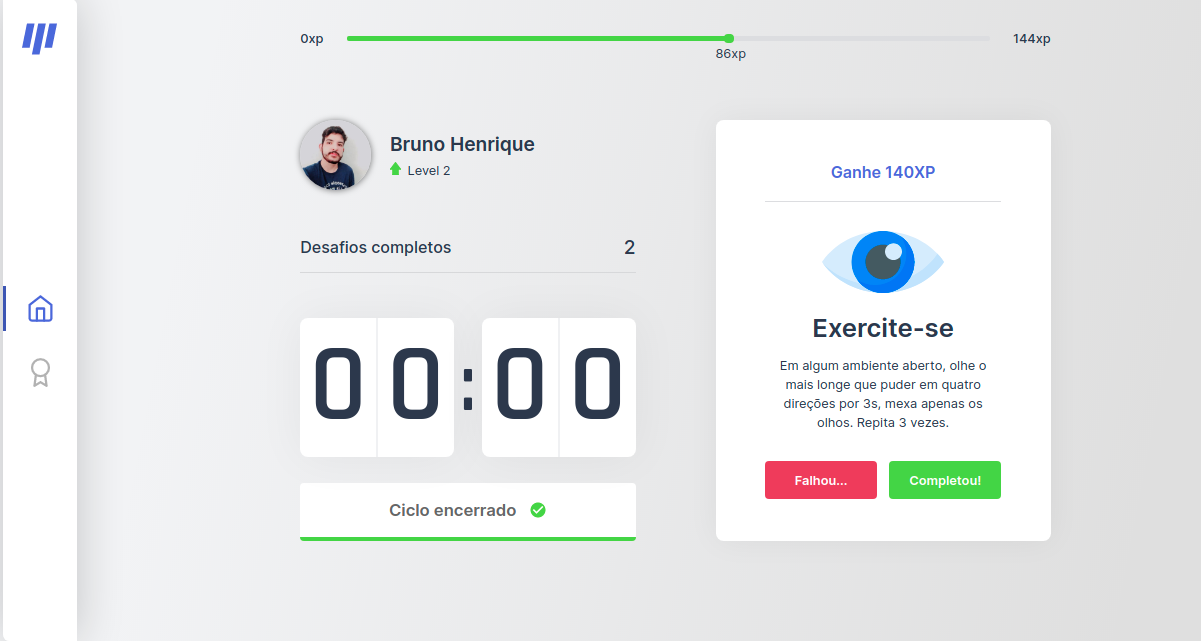 0xp
144xp
86xp
Bruno Henrique
Level 2
Desafios completos 2
00:00
Ciclo encerrado
Ganhe 140XP
Exercite-se
Em algum ambiente aberto, olhe o
mais longe que puder em quatro
direções por 3s, mexa apenas os
olhos. Repita 3 vezes.
Falhou...
Completou!